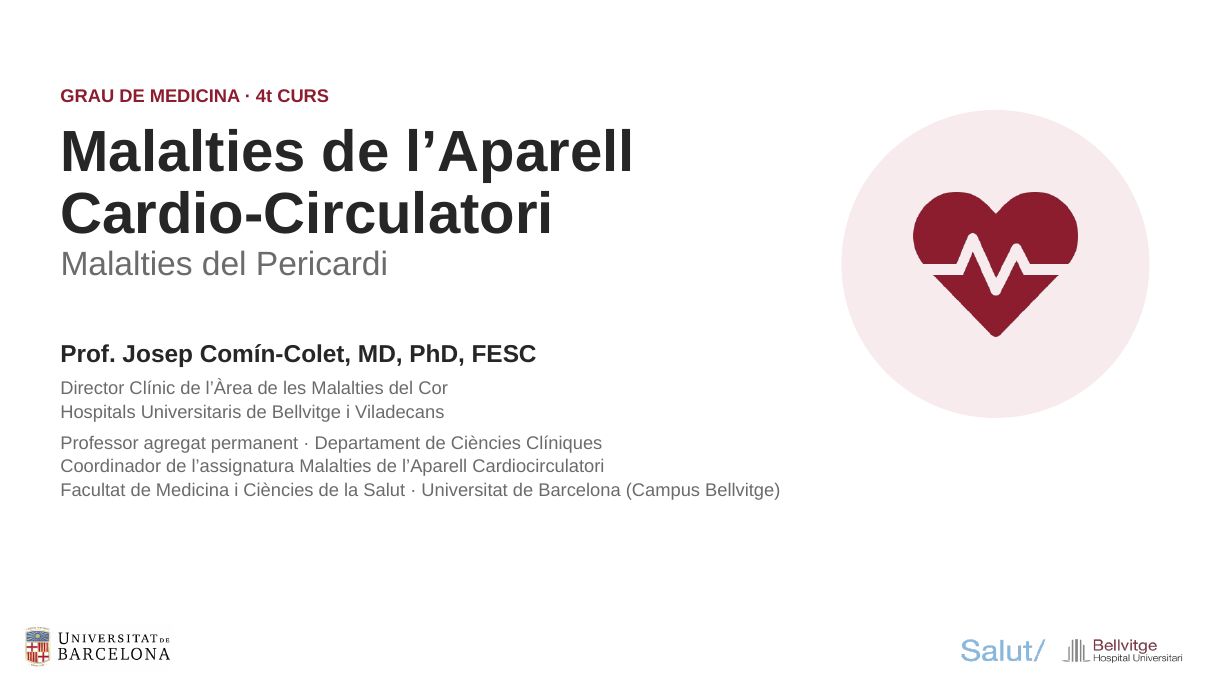 GRAU DE MEDICINA · 4t CURS
Malalties de l’Aparell
Cardio-Circulatori
Malalties del Pericardi
Prof. Josep Comín-Colet, MD, PhD, FESC
Director Clínic de l’Àrea de les Malalties del Cor
Hospitals Universitaris de Bellvitge i Viladecans
Professor agregat permanent · Departament de Ciències Clíniques
Coordinador de l’assignatura Malalties de l’Aparell Cardiocirculatori
Facultat de Medicina i Ciències de la Salut · Universitat de Barcelona (Campus Bellvitge)
UNIVERSITAT DE
BARCELONA
Salut/
Bellvitge
Hospital Universitari